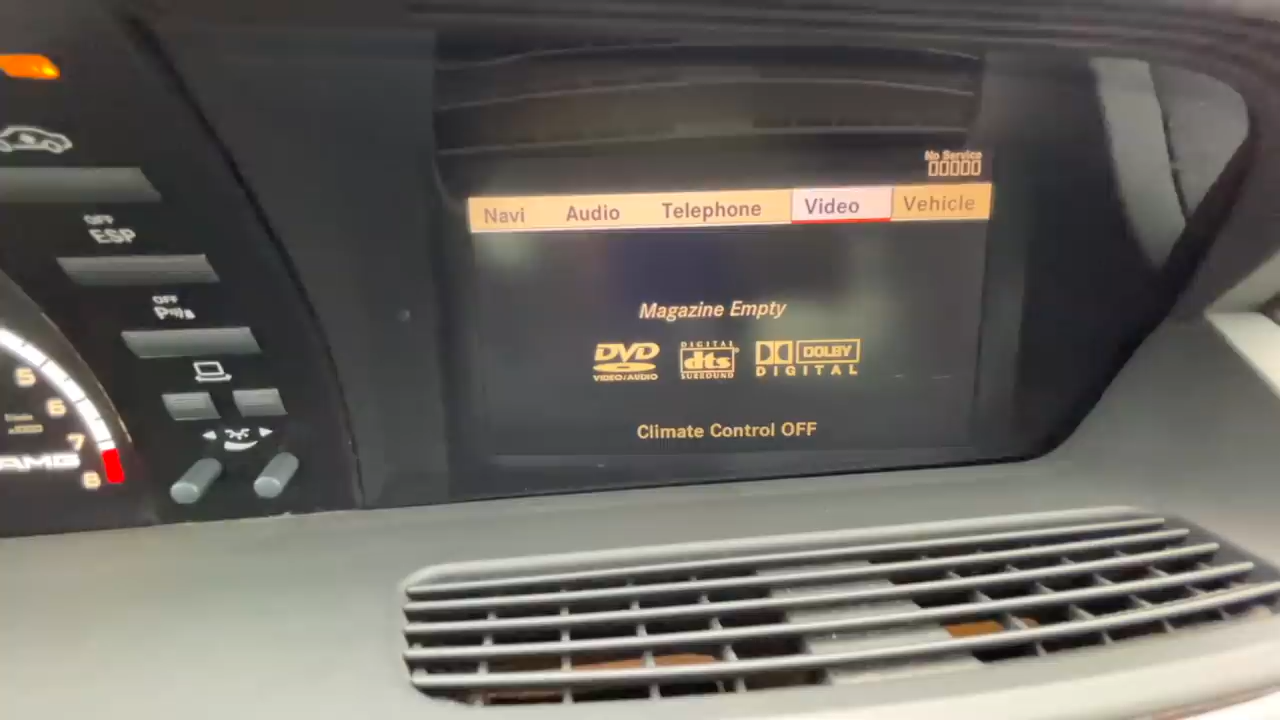 No Service
00000
Navi Audio Telephone Video Vehicle
Magazine Empty
DVD
VIDEO/AUDIO
DIGITAL
dts
SURROUND
DOLBY
DIGITAL
Climate Control OFF
OFF
ESP
OFF
P
5
6
7
8
AMG